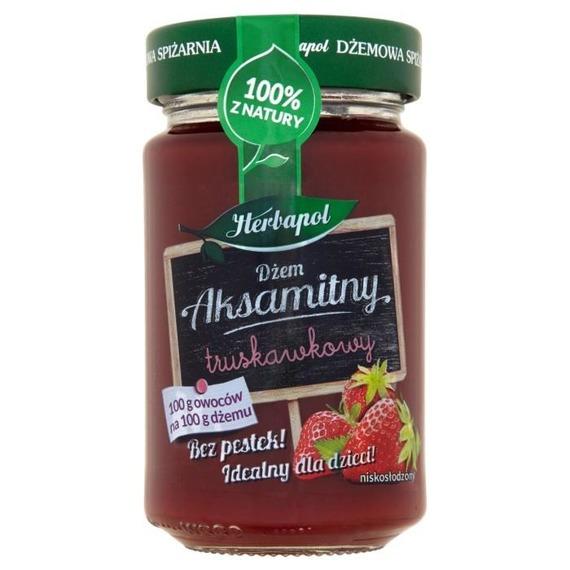 WA SPIŻARNIA
apol DŻEMOWA SPIŻ
100%
Z NATURY
Herbapol
Dżem
Aksamitny
truskawkowy
100 g owoców
na 100 g dżemu
Bez pestek!
Idealny dla dzieci!
niskosłodzony